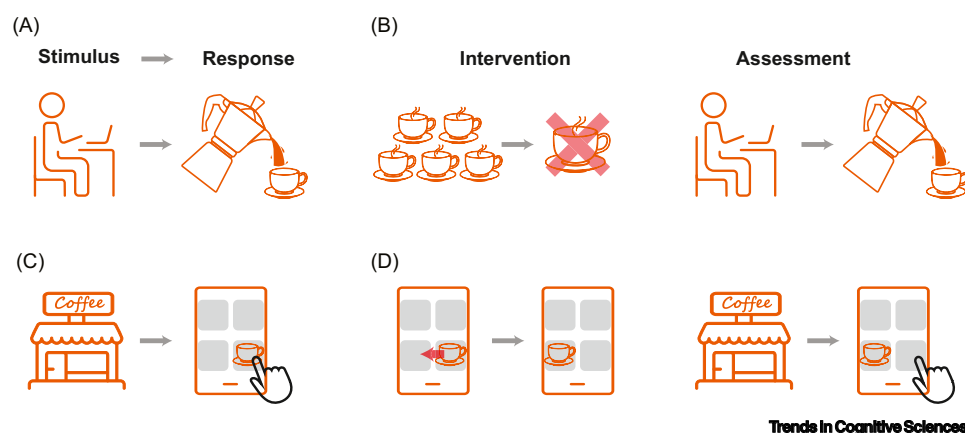 (A)
Stimulus
Response
(B)
Intervention
Assessment
(C)
Coffee
(D)
Coffee
Trends in Cognitive Sciences